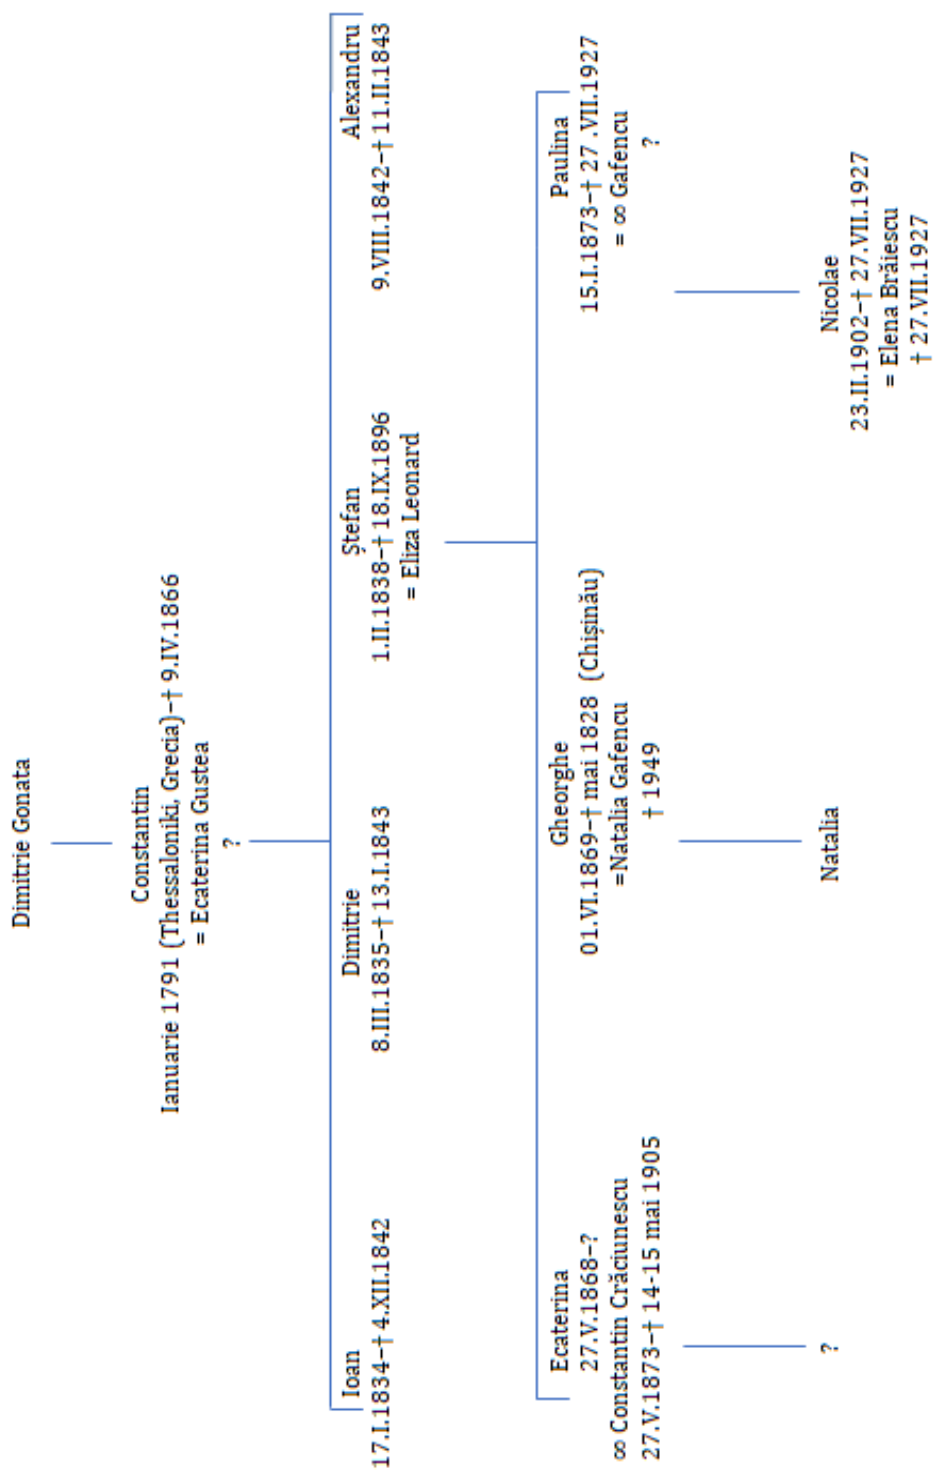 Dimitrie Gonata
Constantin
Ianuarie 1791 (Thessaloniki, Grecia)–† 9.IV.1866
= Ecaterina Gustea
?
Ioan
17.I.1834–† 4.XII.1842
Dimitrie
8.III.1835–† 13.I.1843
Ștefan
1.II.1838–† 18.IX.1896
= Eliza Leonard
Alexandru
9.VIII.1842–† 11.II.1843
Ecaterina
27.V.1868–?
∞ Constantin Crăciunescu
27.V.1873–† 14-15 mai 1905
?
Gheorghe
01.VI.1869–† mai 1828 (Chișinău)
=Natalia Gafencu
† 1949
Natalia
Paulina
15.I.1873–† 27 .VII.1927
= ∞ Gafencu
?
Nicolae
23.II.1902–† 27.VII.1927
= Elena Brăiescu
† 27.VII.1927